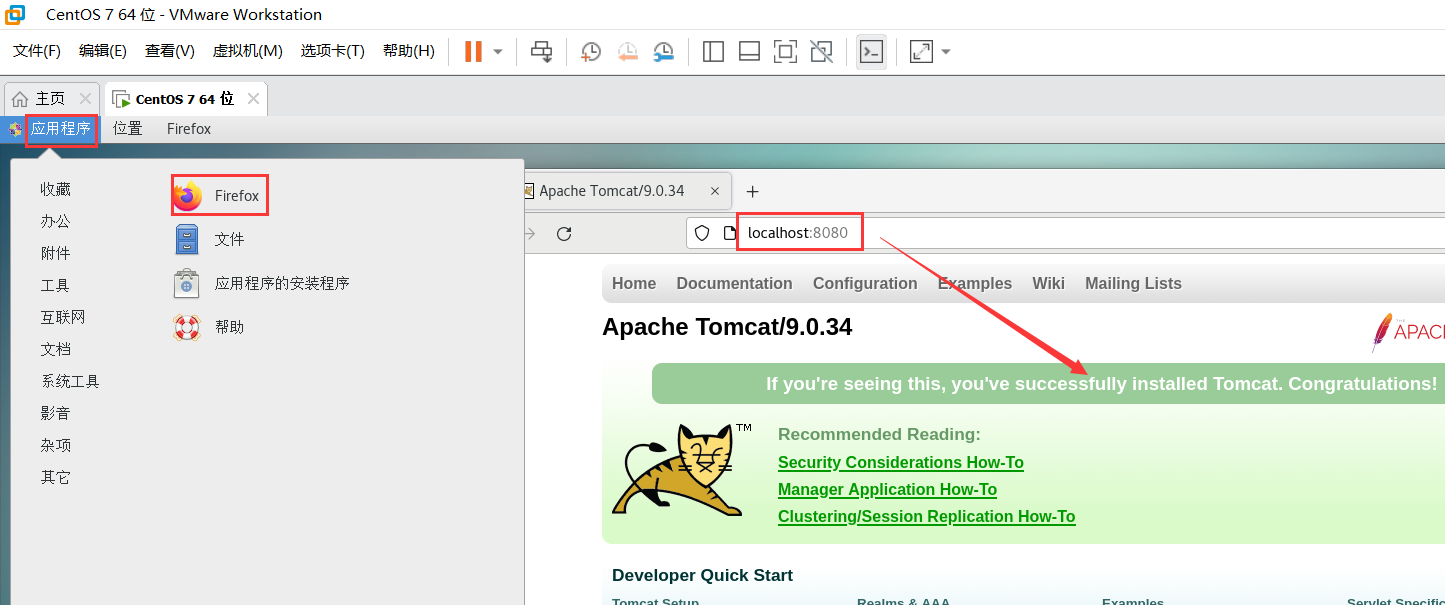 CentOS 7 64 位 - VMware Workstation
文件(F) 编辑(E) 查看(V) 虚拟机(M) 选项卡(T) 帮助(H)
主页 CentOS 7 64 位
应用程序 位置 Firefox
收藏
办公
附件
工具
互联网
文档
系统工具
影音
杂项
其它
Firefox
文件
应用程序的安装程序
帮助
Apache Tomcat/9.0.34
localhost:8080
Home Documentation Configuration Examples Wiki Mailing Lists
Apache Tomcat/9.0.34
APAC
If you're seeing this, you've successfully installed Tomcat. Congratulations!
TM
Recommended Reading:
Security Considerations How-To
Manager Application How-To
Clustering/Session Replication How-To
Developer Quick Start
Tomcat Setup Realms & AAA Examples Servlet Specific